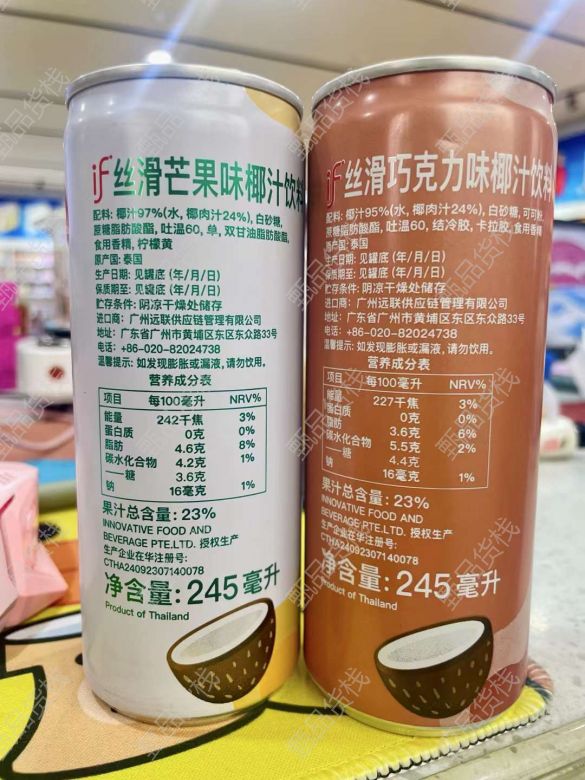 iF 丝滑芒果味椰汁饮料
配料: 椰汁97%(水, 椰肉汁24%), 白砂糖,
蔗糖脂肪酸酯, 吐温60, 单, 双甘油脂肪酸酯,
食用香精, 柠檬黄
原产国: 泰国
生产日期: 见罐底 (年/月/日)
保质期至: 见罐底 (年/月/日)
贮存条件: 阴凉干燥处储存
进口商: 广州远联供应链管理有限公司
地址: 广东省广州市黄埔区东区东众路33号
电话: +86-020-82024738
温馨提示: 如发现膨胀或漏液, 请勿饮用。
营养成分表
项目 每100毫升 NRV%
能量 242千焦 3%
蛋白质 0克 0%
脂肪 4.6克 8%
碳水化合物 4.2克 1%
——糖 3.6克
钠 16毫克 1%
果汁总含量: 23%
INNOVATIVE FOOD AND
BEVERAGE PTE.LTD. 授权生产
生产企业在华注册号:
CTHA24092307140078
净含量: 245毫升
Product of Thailand
iF 丝滑巧克力味椰汁饮料
配料: 椰汁95%(水, 椰肉汁24%), 白砂糖, 可可粉,
蔗糖脂肪酸酯, 吐温60, 结冷胶, 卡拉胶, 食用香精
原产国: 泰国
生产日期: 见罐底 (年/月/日)
保质期至: 见罐底 (年/月/日)
贮存条件: 阴凉干燥处储存
进口商: 广州远联供应链管理有限公司
地址: 广东省广州市黄埔区东区东众路33号
电话: +86-020-82024738
温馨提示: 如发现膨胀或漏液, 请勿饮用。
营养成分表
项目 每100毫升 NRV%
能量 227千焦 3%
蛋白质 0克 0%
脂肪 3.6克 6%
碳水化合物 5.5克 2%
——糖 4.4克
钠 16毫克 1%
果汁总含量: 23%
INNOVATIVE FOOD AND
BEVERAGE PTE.LTD. 授权生产
生产企业在华注册号:
CTHA24092307140078
净含量: 245毫升
Product of Thailand
甄品货栈